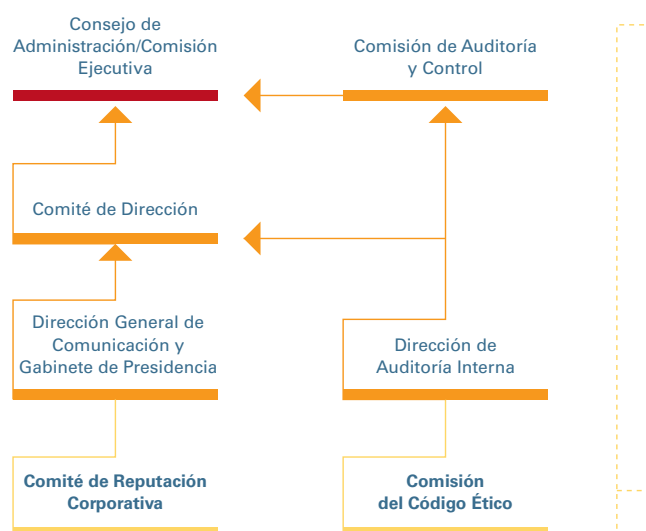 Consejo de
Administración/Comisión
Ejecutiva
Comisión de Auditoría
y Control
Comité de Dirección
Dirección General de
Comunicación y
Gabinete de Presidencia
Dirección de
Auditoría Interna
Comité de Reputación
Corporativa
Comisión
del Código Ético